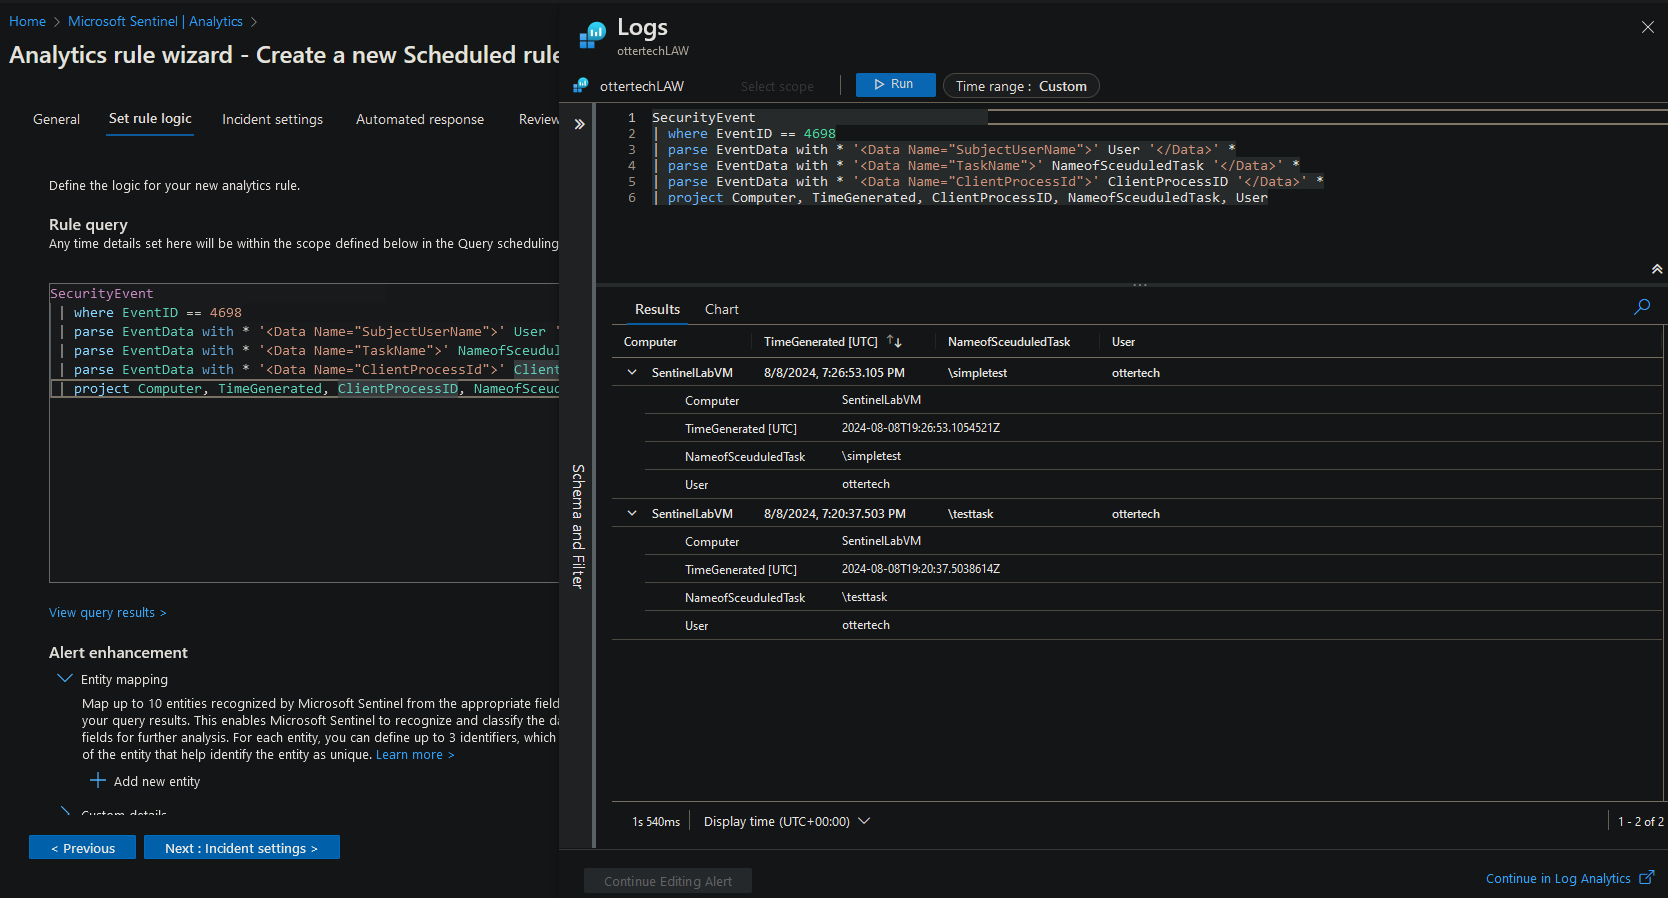 Home > Microsoft Sentinel | Analytics >
Analytics rule wizard - Create a new Scheduled rule
General
Set rule logic
Incident settings
Automated response
Review
Define the logic for your new analytics rule.
Rule query
Any time details set here will be within the scope defined below in the Query scheduling
SecurityEvent
| where EventID == 4698
| parse EventData with * '<Data Name="SubjectUserName">' User '
| parse EventData with * '<Data Name="TaskName">' NameofSceudul
| parse EventData with * '<Data Name="ClientProcessId">' Client
| project Computer, TimeGenerated, ClientProcessID, NameofSceud
View query results >
Alert enhancement
Entity mapping
Map up to 10 entities recognized by Microsoft Sentinel from the appropriate field
your query results. This enables Microsoft Sentinel to recognize and classify the da
fields for further analysis. For each entity, you can define up to 3 identifiers, which
of the entity that help identify the entity as unique. Learn more >
Add new entity
Custom details
< Previous
Next : Incident settings >
Logs
ottertechLAW
ottertechLAW
Select scope
Run
Time range : Custom
1 SecurityEvent
2 | where EventID == 4698
3 | parse EventData with * '<Data Name="SubjectUserName">' User '</Data>' *
4 | parse EventData with * '<Data Name="TaskName">' NameofSceuduledTask '</Data>' *
5 | parse EventData with * '<Data Name="ClientProcessId">' ClientProcessID '</Data>' *
6 | project Computer, TimeGenerated, ClientProcessID, NameofSceuduledTask, User
Schema and Filter
Results
Chart
Computer TimeGenerated [UTC] NameofSceuduledTask User
SentinelLabVM 8/8/2024, 7:26:53.105 PM \simpletest ottertech
Computer SentinelLabVM
TimeGenerated [UTC] 2024-08-08T19:26:53.1054521Z
NameofSceuduledTask \simpletest
User ottertech
SentinelLabVM 8/8/2024, 7:20:37.503 PM \testtask ottertech
Computer SentinelLabVM
TimeGenerated [UTC] 2024-08-08T19:20:37.5038614Z
NameofSceuduledTask \testtask
User ottertech
1s 540ms
Display time (UTC+00:00)
1 - 2 of 2
Continue Editing Alert
Continue in Log Analytics